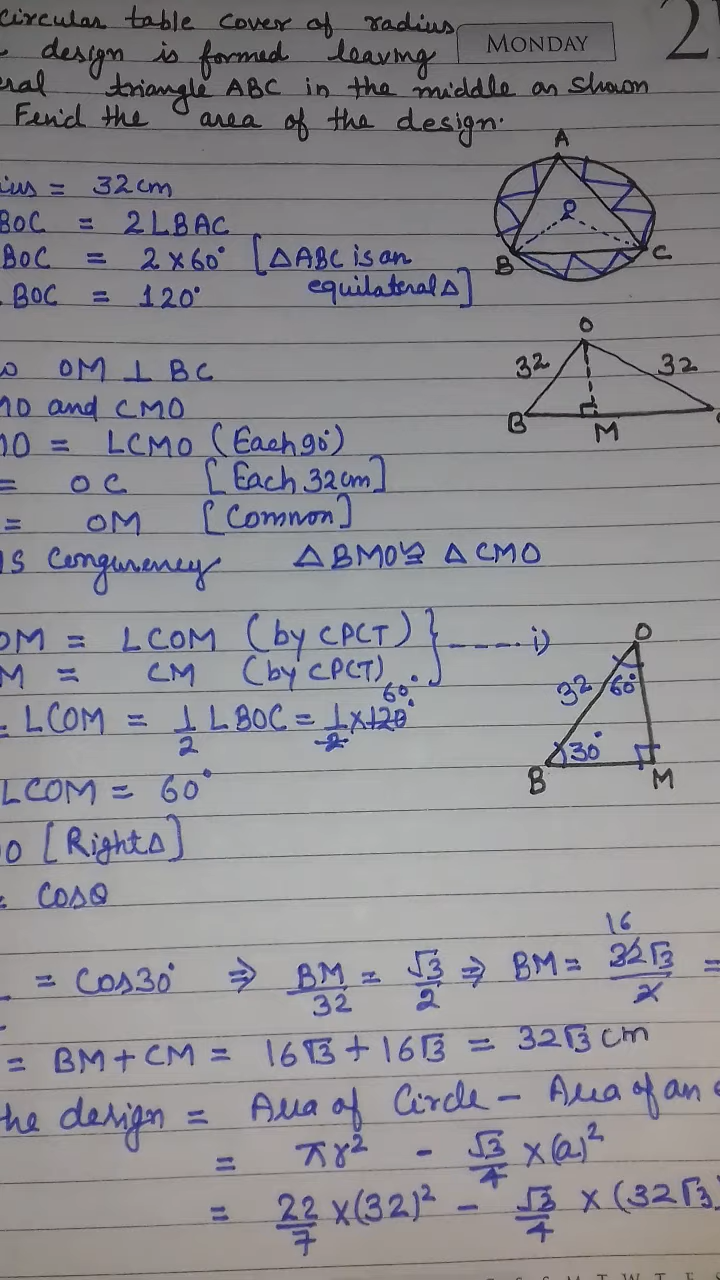 circular table cover of radius
design is formed leaving
MONDAY
2
eral triangle ABC in the middle as shown
Find the area of the design.
A
B
C
O
ius = 32cm
BOC = 2∠BAC
BOC = 2×60° [△ABC is an
equilateral△]
BOC = 120°
O
32
32
B
M
OM ⊥ BC
MO and CMO
MO = ∠CMO (Each 90°)
= OC [Each 32cm]
= OM [Common]
S Congurency △BMO ≅ △CMO
OM = ∠COM (by CPCT) } ----- i)
M = CM (by CPCT)
= ∠COM = 1/2 ∠BOC = 1/2 × 120° 60°
O
32
60°
30°
B
M
∠COM = 60°
O [Right△]
= Cosθ
= Cos30° ⇒ BM/32 = √3/2 ⇒ BM = 32√3/2 =
16
= BM + CM = 16√3 + 16√3 = 32√3 cm
he design = Area of Circle - Area of an
= πr² - √3/4 × (a)²
= 22/7 × (32)² - √3/4 × (32√3)